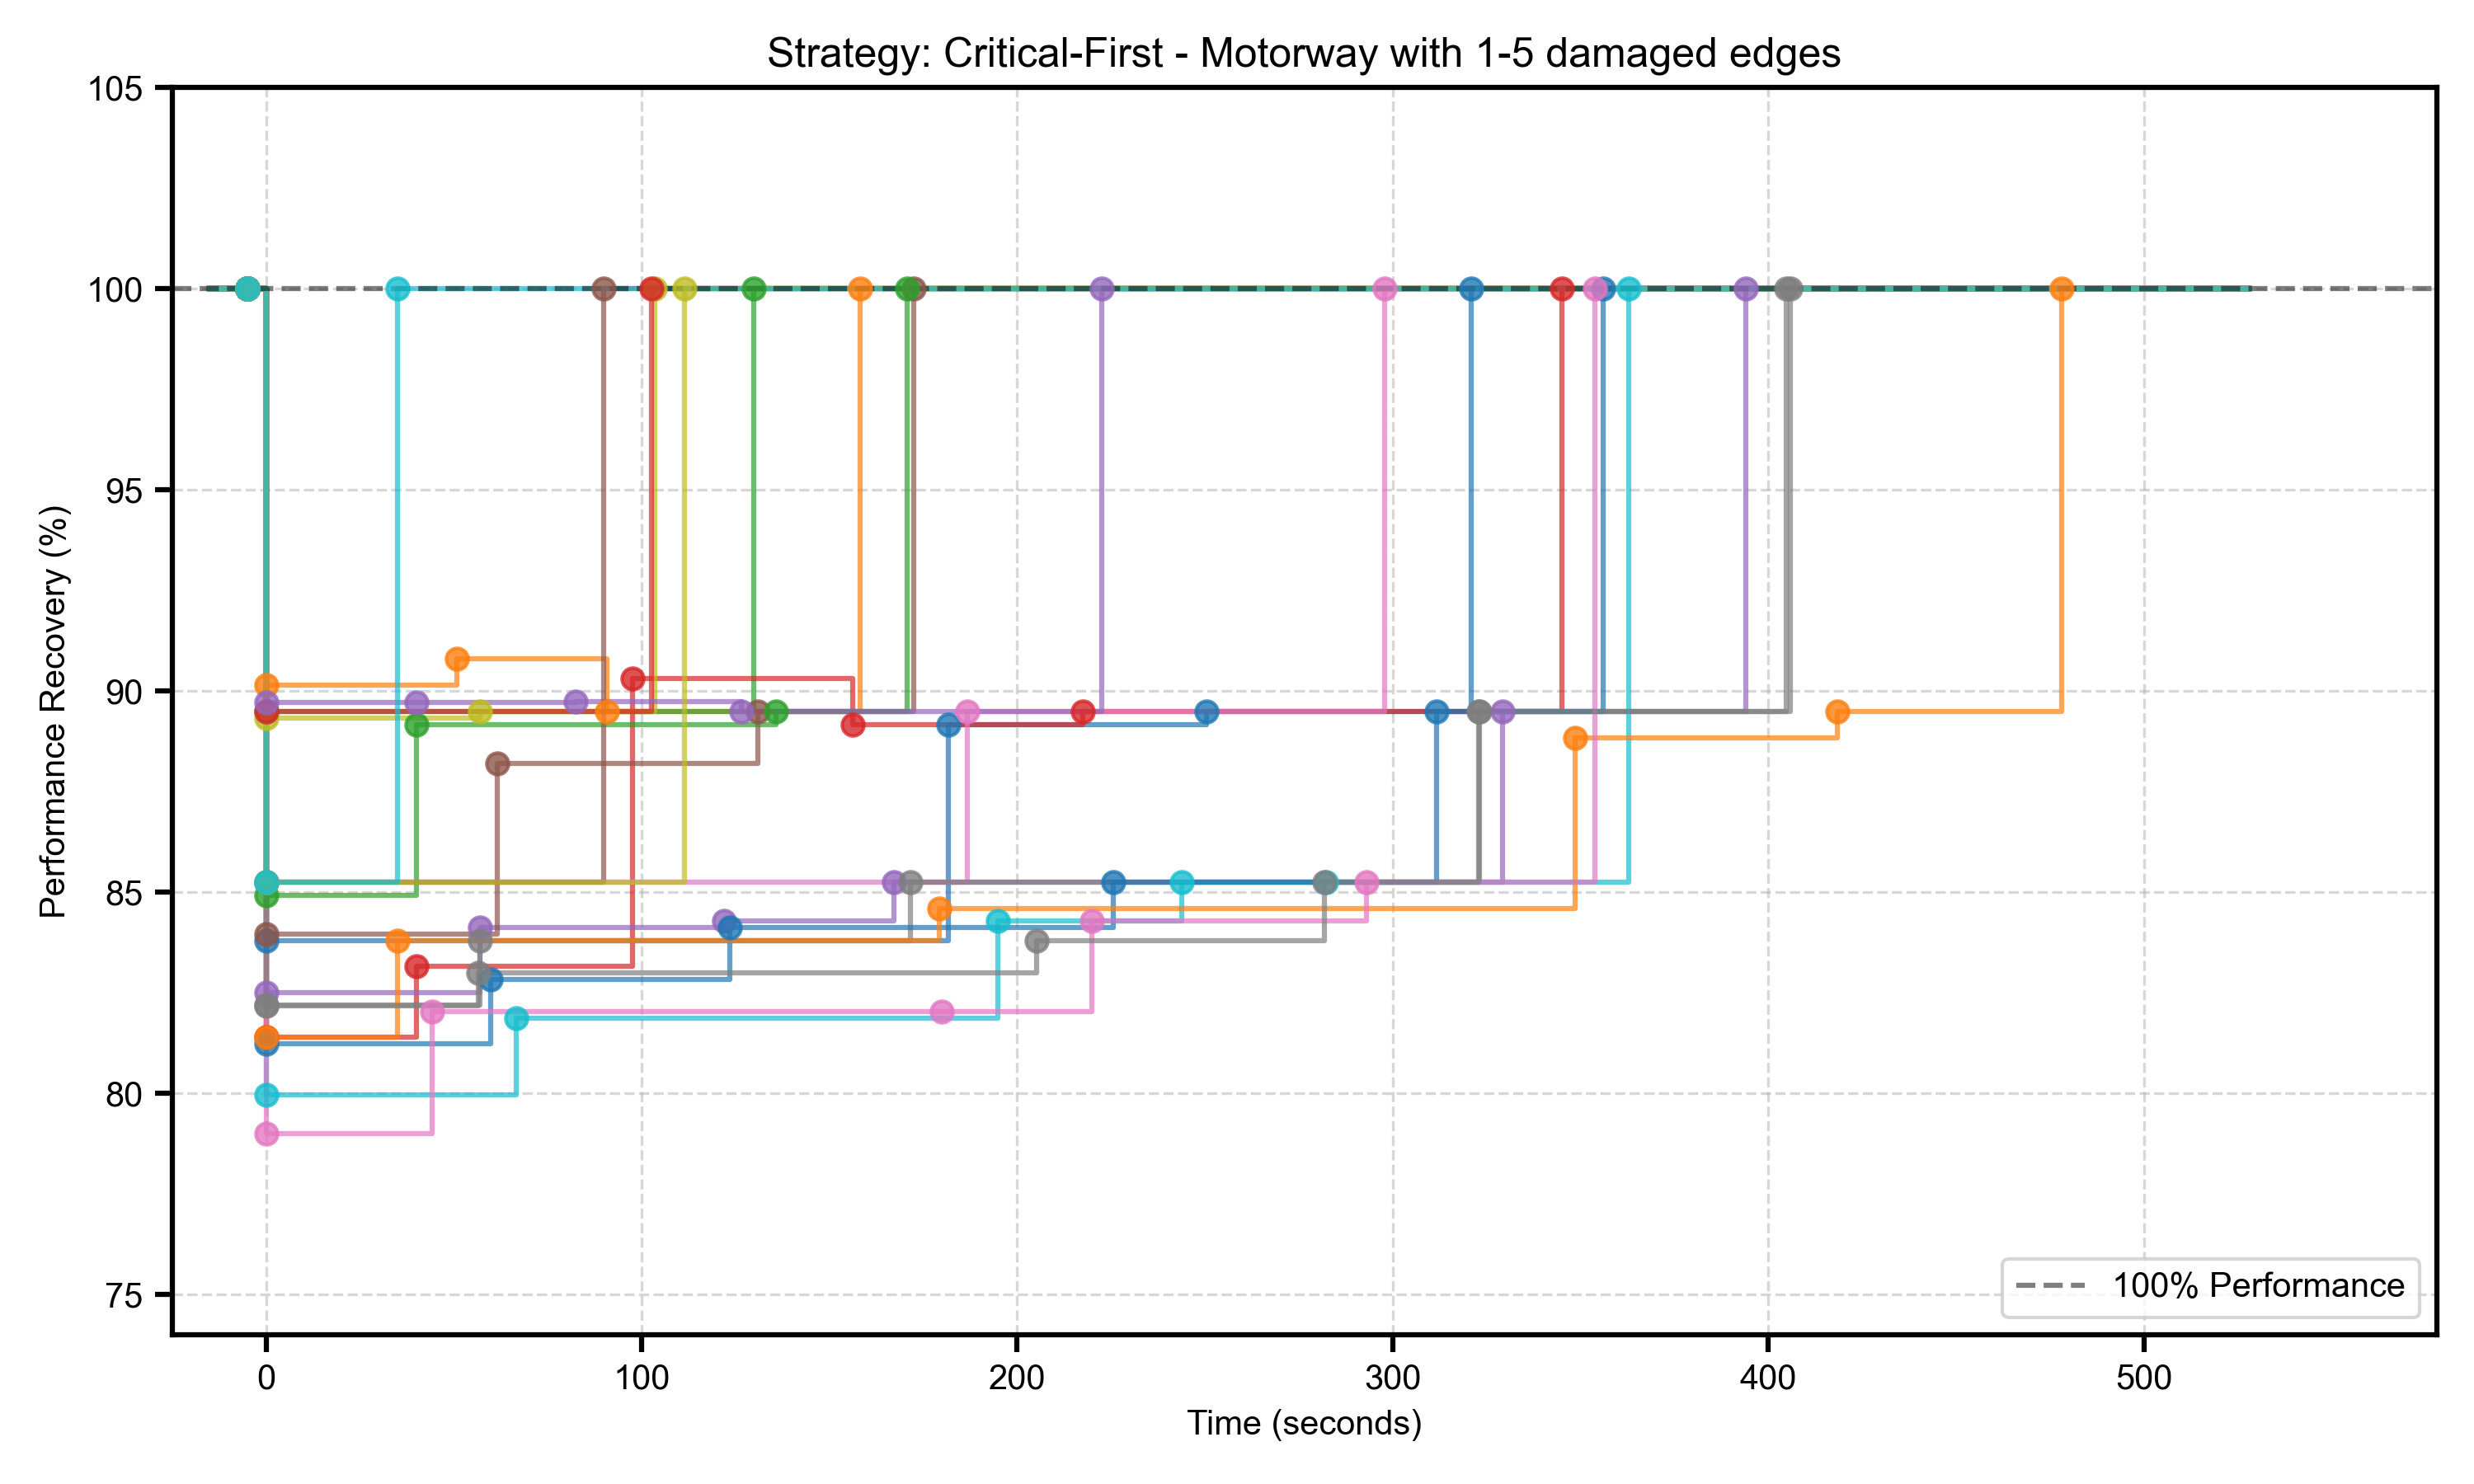 Strategy: Critical-First - Motorway with 1-5 damaged edges
105
100
95
90
85
80
75
Performance Recovery (%)
0 100 200 300 400 500
Time (seconds)
100% Performance